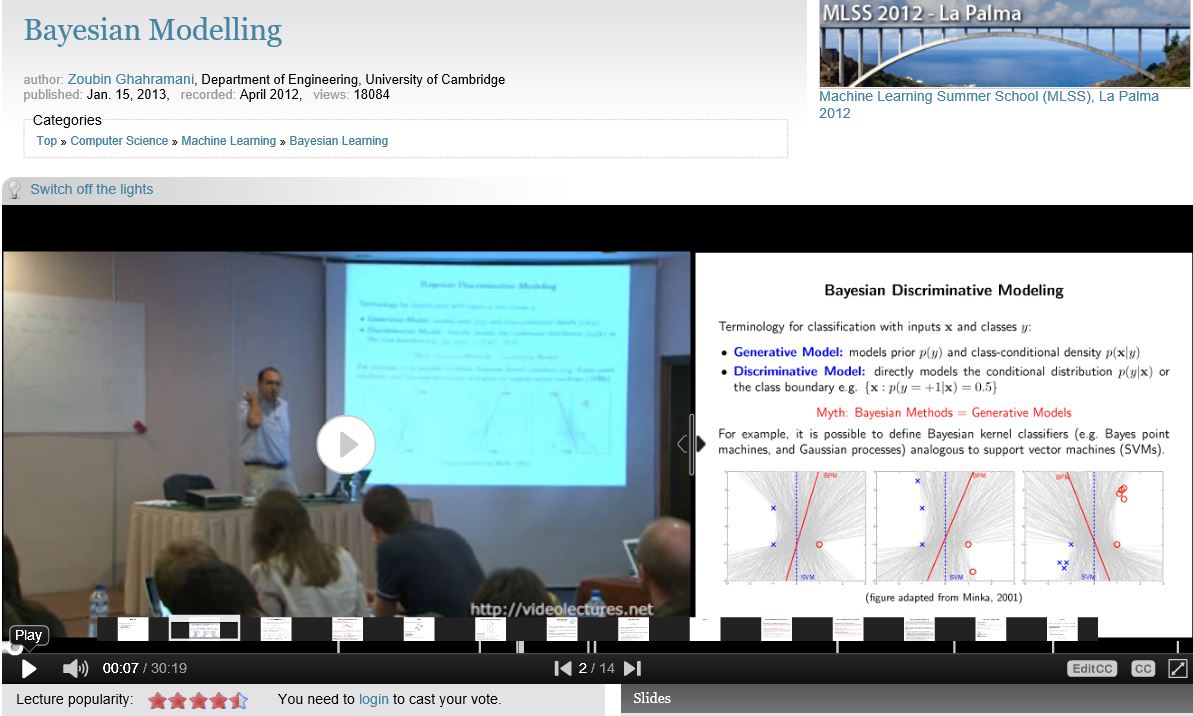 Bayesian Modelling
MLSS 2012 - La Palma
author: Zoubin Ghahramani, Department of Engineering, University of Cambridge
published: Jan. 15, 2013, recorded: April 2012, views: 18084
Machine Learning Summer School (MLSS), La Palma
2012
Categories
Top » Computer Science » Machine Learning » Bayesian Learning
Switch off the lights
Bayesian Discriminative Modeling
Bayesian Discriminative Modeling
Terminology for classification with inputs x and classes y:
• Generative Model: models prior p(y) and class-conditional density p(x|y)
• Discriminative Model: directly models the conditional distribution p(y|x) or
the class boundary e.g. {x : p(y = +1|x) = 0.5}
Myth: Bayesian Methods = Generative Models
For example, it is possible to define Bayesian kernel classifiers (e.g. Bayes point
machines, and Gaussian processes) analogous to support vector machines (SVMs).
BPM
BPM
BPM
SVM
SVM
SVM
(figure adapted from Minka, 2001)
http://videolectures.net
Play
00:07 / 30:19
2 / 14
EditCC
CC
Lecture popularity:
You need to login to cast your vote.
Slides